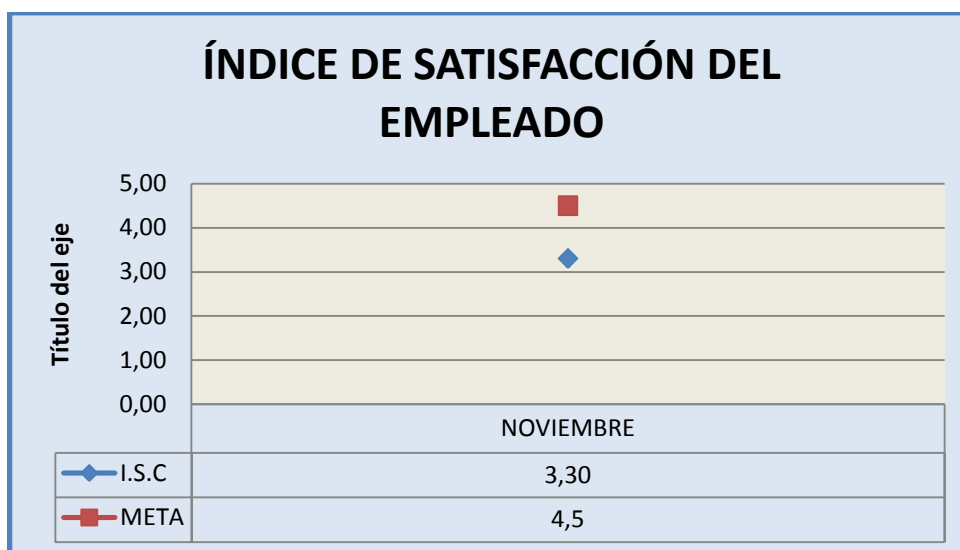 ÍNDICE DE SATISFACCIÓN DEL
EMPLEADO
Título del eje
5,00
4,00
3,00
2,00
1,00
0,00
NOVIEMBRE
I.S.C 3,30
META 4,5